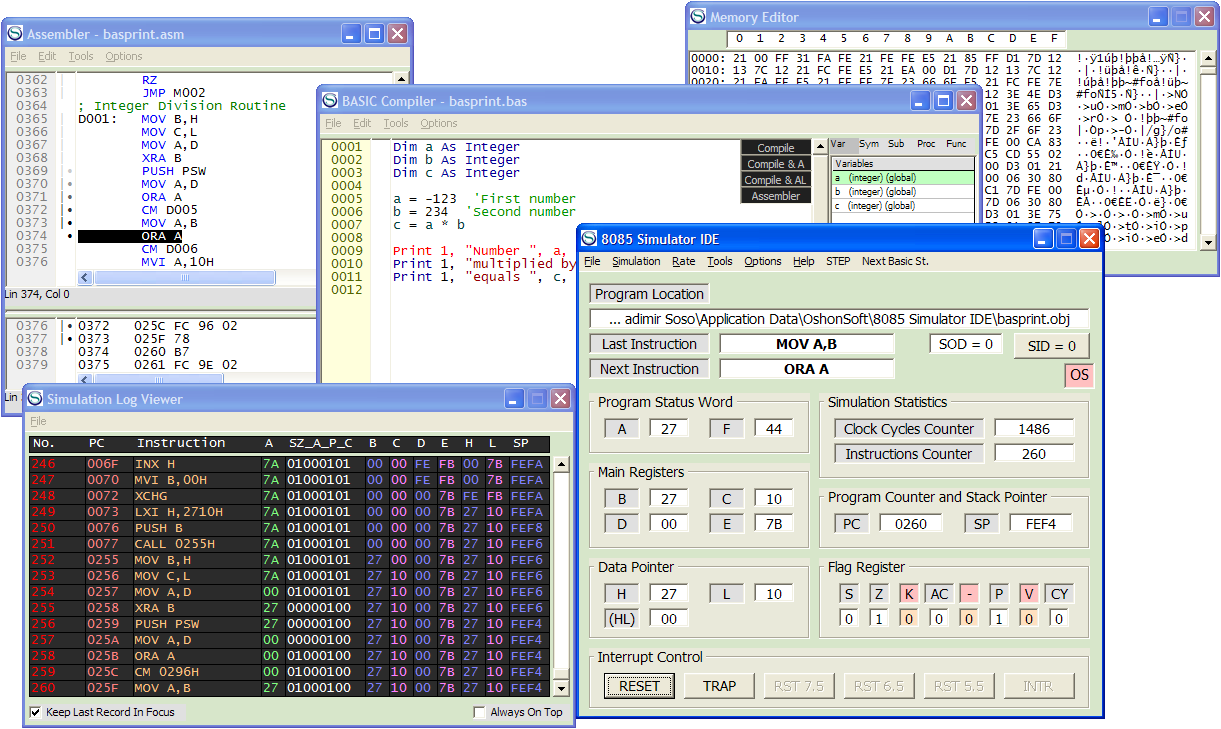 Assembler - basprint.asm
File Edit Tools Options
0362 RZ
0363 JMP M002
0364 ; Integer Division Routine
0365 D001: MOV B,H
0366 MOV C,L
0367 MOV A,D
0368 XRA B
0369 PUSH PSW
0370 MOV A,D
0371 ORA A
0372 CM D005
0373 MOV A,B
0374 ORA A
0375 CM D006
0376 MVI A,10H
Lin 374, Col 0
0376 0372 025C FC 96 02
0377 0373 025F 78
0378 0374 0260 B7
0379 0375 0261 FC 9E 02
Lin
Memory Editor
0 1 2 3 4 5 6 7 8 9 A B C D E F
0000: 21 00 FF 31 FA FE 21 FE FE 21 85 FF D1 7D 12
0010: 13 7C 12 21 FC FE E5 21 EA 00 D1 7D 12 13 7C 12
BASIC Compiler - basprint.bas
File Edit Tools Options
0001 Dim a As Integer
0002 Dim b As Integer
0003 Dim c As Integer
0004
0005 a = -123 'First number
0006 b = 234 'Second number
0007 c = a * b
0008
0009 Print 1, "Number ", a,
0010 Print 1, "multiplied by
0011 Print 1, "equals ", c,
0012
Compile
Compile & A
Compile & AL
Assembler
Var Sym Sub Proc Func
Variables
a (integer) (global)
b (integer) (global)
c (integer) (global)
8085 Simulator IDE
File Simulation Rate Tools Options Help STEP Next Basic St.
Program Location
... adimir Soso\Application Data\OshonSoft\8085 Simulator IDE\basprint.obj
Last Instruction MOV A,B SOD = 0 SID = 0
Next Instruction ORA A
OS
Program Status Word
A 27 F 44
Main Registers
B 27 C 10
D 00 E 7B
Data Pointer
H 27 L 10
(HL) 00
Simulation Statistics
Clock Cycles Counter 1486
Instructions Counter 260
Program Counter and Stack Pointer
PC 0260 SP FEF4
Flag Register
S Z K AC - P V CY
0 1 0 0 0 1 0 0
Interrupt Control
RESET TRAP RST 7.5 RST 6.5 RST 5.5 INTR
Simulation Log Viewer
File
No. PC Instruction A SZ_A_P_C B C D E H L SP
246 006F INX H 7A 01000101 00 00 FE FB 00 7B FEFA
247 0070 MVI B,00H 7A 01000101 00 00 FE FB 00 7B FEFA
248 0072 XCHG 7A 01000101 00 00 00 7B FE FB FEFA
249 0073 LXI H,2710H 7A 01000101 00 00 00 7B 27 10 FEFA
250 0076 PUSH B 7A 01000101 00 00 00 7B 27 10 FEF8
251 0077 CALL 0255H 7A 01000101 00 00 00 7B 27 10 FEF6
252 0255 MOV B,H 7A 01000101 27 00 00 7B 27 10 FEF6
253 0256 MOV C,L 7A 01000101 27 10 00 7B 27 10 FEF6
254 0257 MOV A,D 00 01000101 27 10 00 7B 27 10 FEF6
255 0258 XRA B 27 00000100 27 10 00 7B 27 10 FEF6
256 0259 PUSH PSW 27 00000100 27 10 00 7B 27 10 FEF4
257 025A MOV A,D 00 00000100 27 10 00 7B 27 10 FEF4
258 025B ORA A 00 01000100 27 10 00 7B 27 10 FEF4
259 025C CM 0296H 00 01000100 27 10 00 7B 27 10 FEF4
260 025F MOV A,B 27 01000100 27 10 00 7B 27 10 FEF4
Keep Last Record In Focus Always On Top